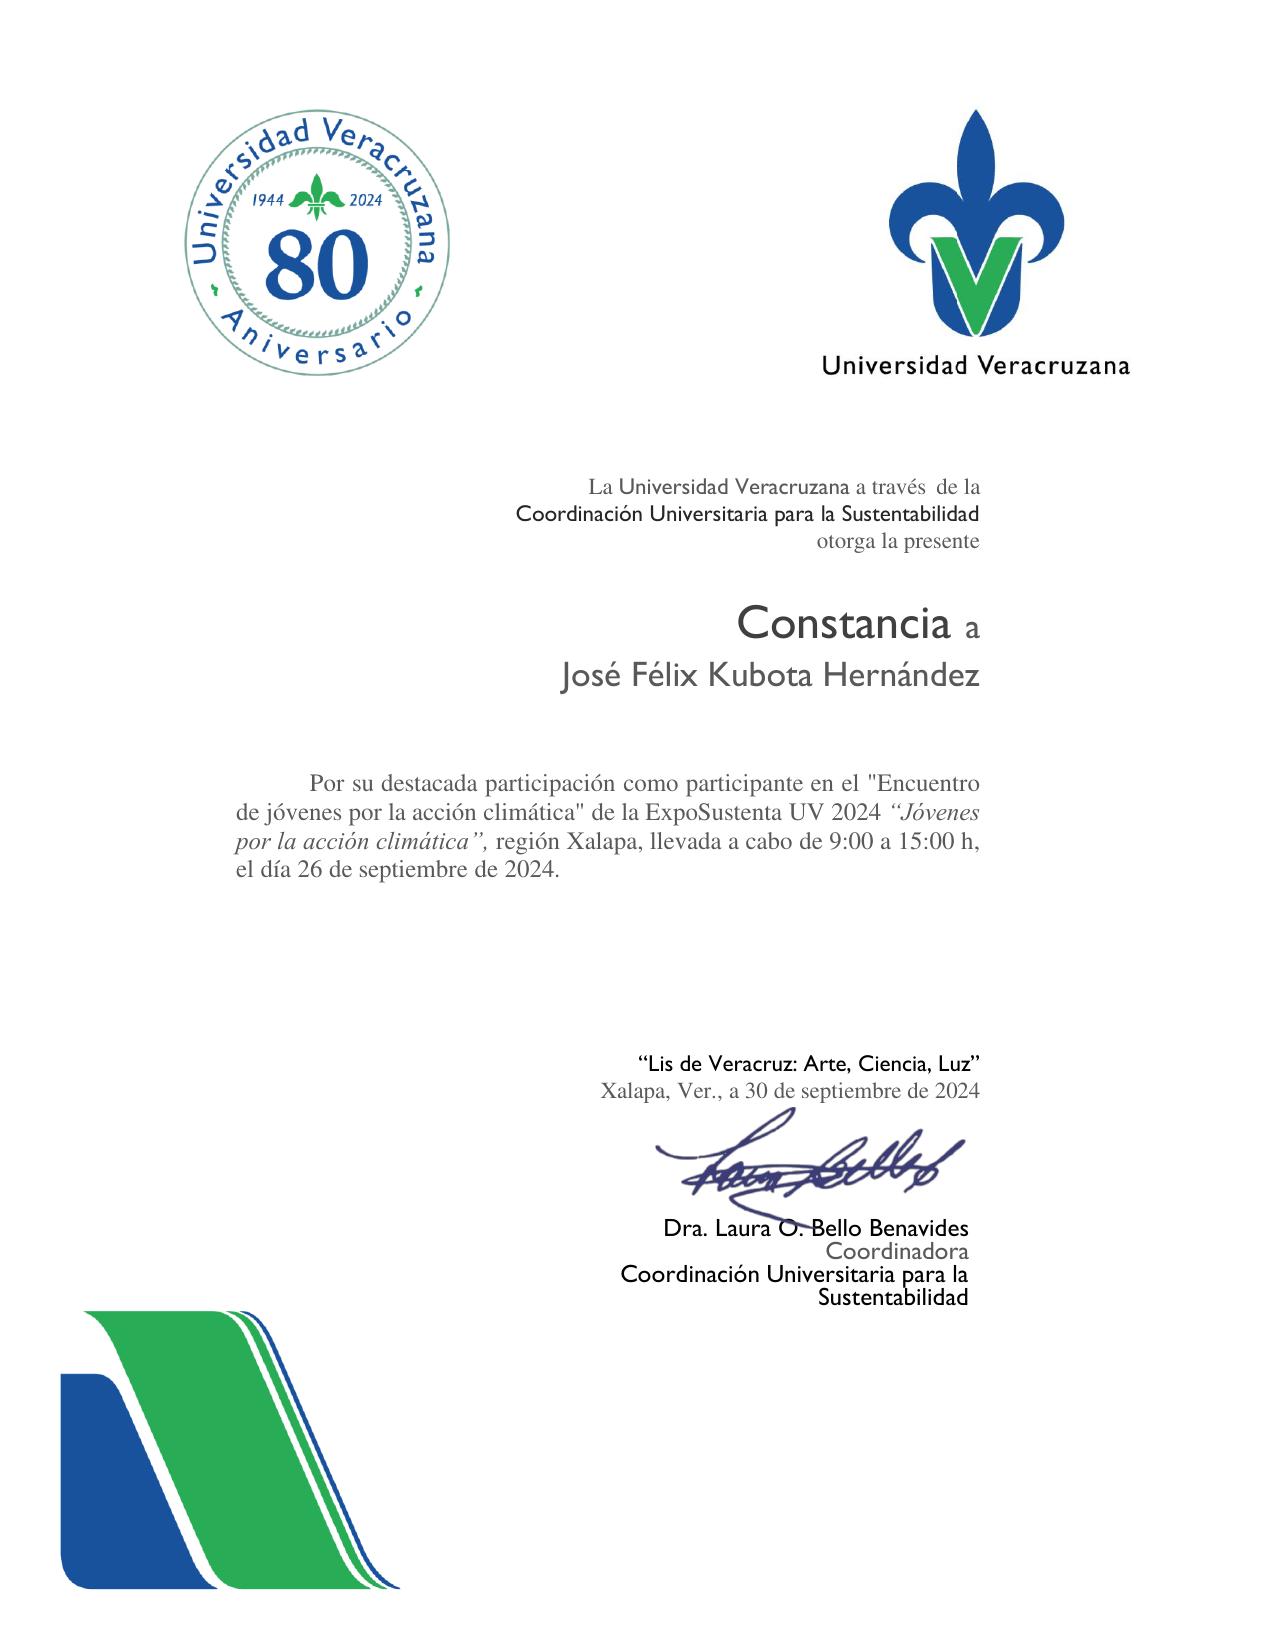 Universidad Veracruzana
1944 2024
80
Aniversario
Universidad Veracruzana
La Universidad Veracruzana a través de la
Coordinación Universitaria para la Sustentabilidad
otorga la presente
Constancia a
José Félix Kubota Hernández
Por su destacada participación como participante en el "Encuentro
de jóvenes por la acción climática" de la ExpoSustenta UV 2024 “Jóvenes
por la acción climática”, región Xalapa, llevada a cabo de 9:00 a 15:00 h,
el día 26 de septiembre de 2024.
“Lis de Veracruz: Arte, Ciencia, Luz”
Xalapa, Ver., a 30 de septiembre de 2024
Laura Bello
Dra. Laura O. Bello Benavides
Coordinadora
Coordinación Universitaria para la
Sustentabilidad